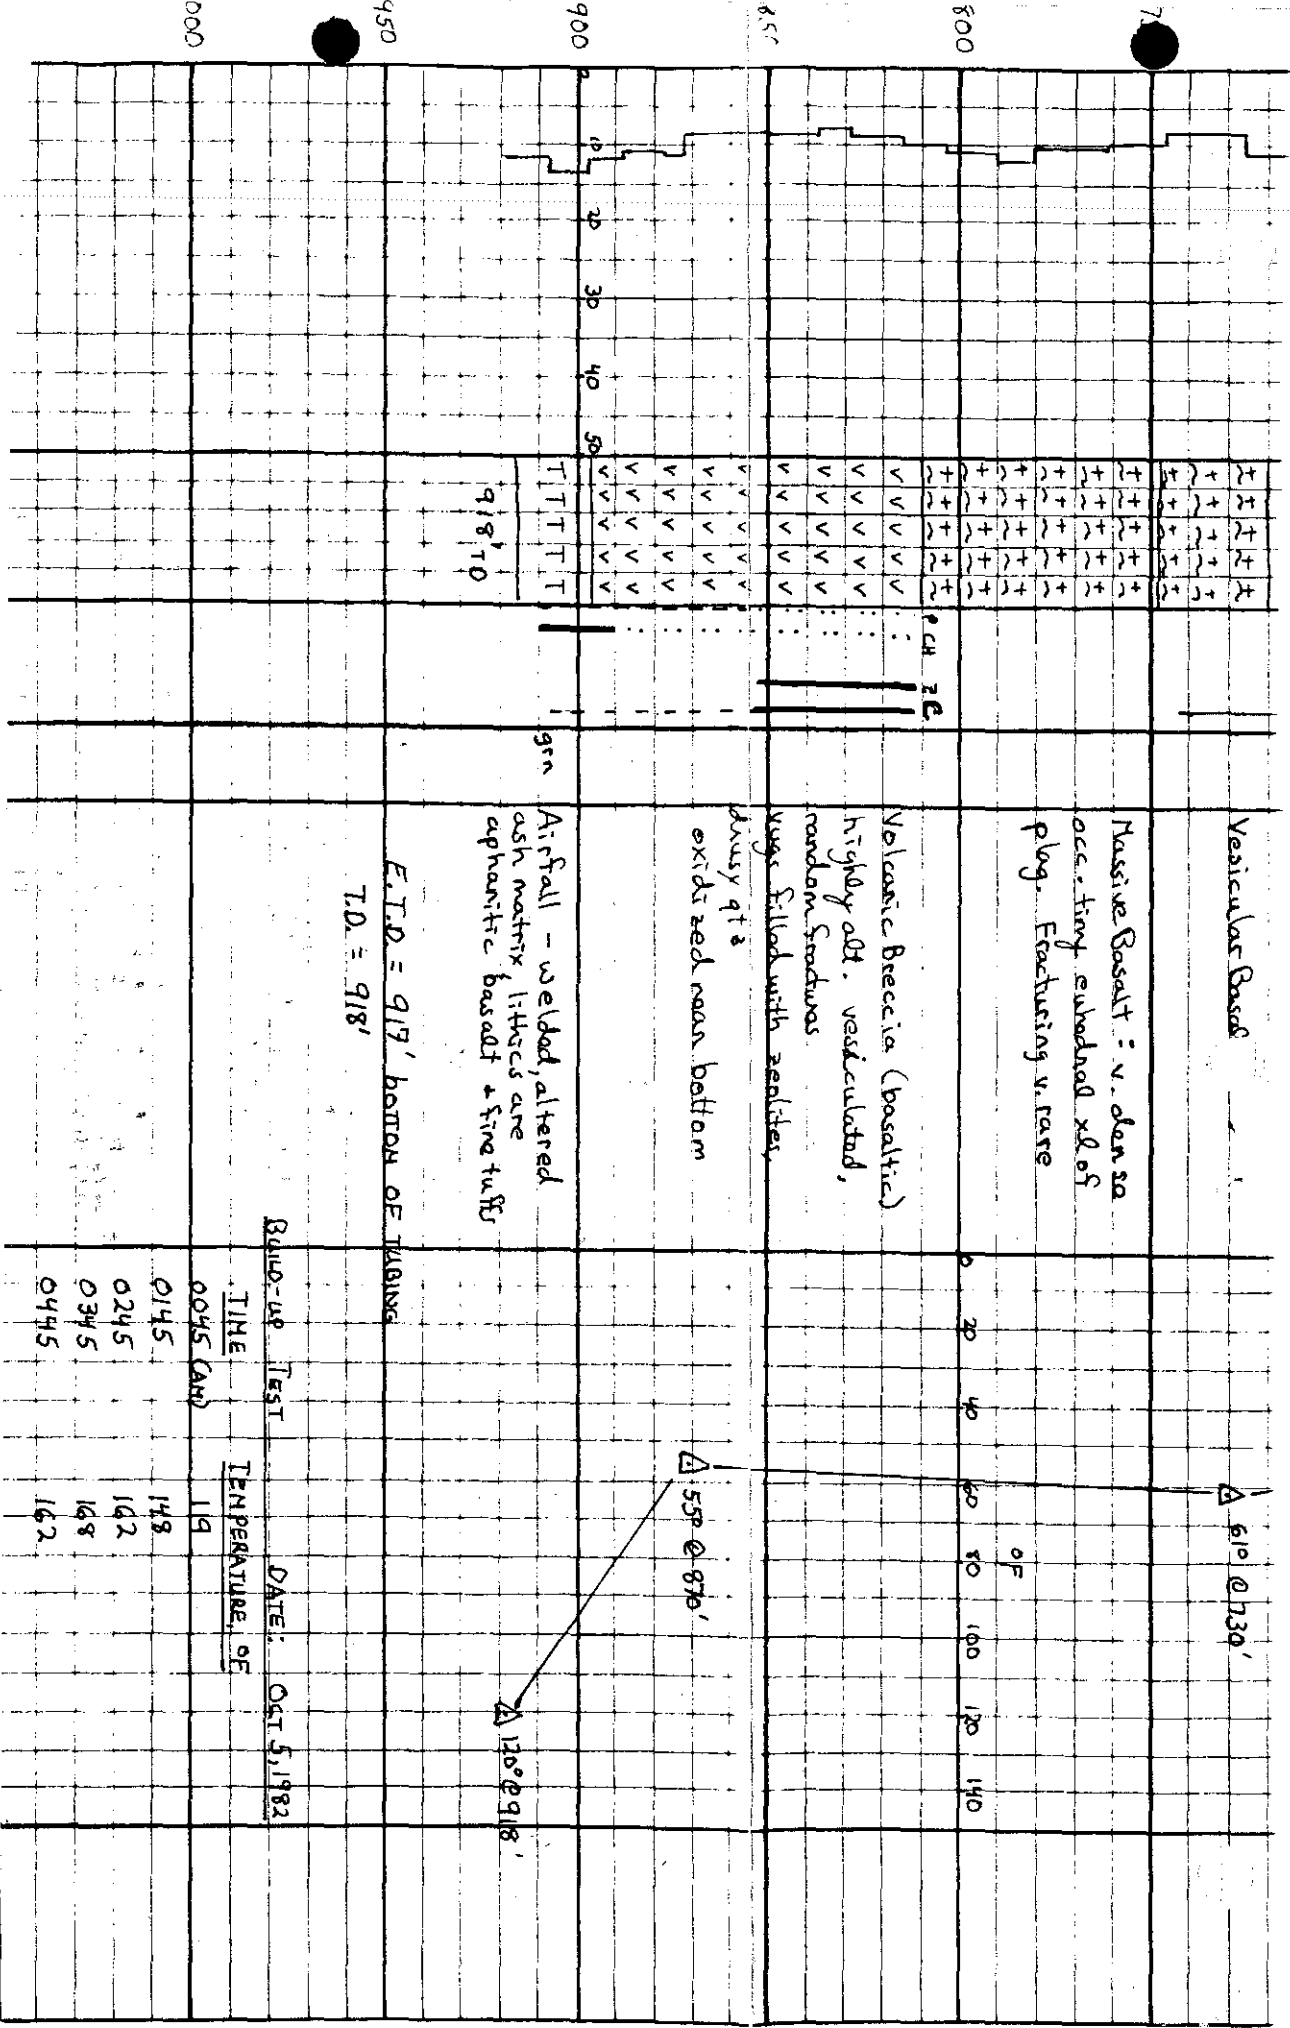 800
900
950
000
10
20
30
40
50
P CH Z C
grn
918' TD
Vesicular Basal
Massive Basalt : v. dense
occ. tiny euhedral xl of
plag. Fracturing v. rare
Volcanic Breccia (basaltic)
highly alt. vesiculated,
random fractures
vugs filled with zeolites,
drusy qtz
oxidized near bottom
Airfall - welded, altered
ash matrix, lithics are
aphanitic basalt & fine tuffs
E.T.D. = 917' BOTTOM OF TUBING
T.D. = 918'
61° @ 730'
°F
0 20 40 60 80 100 120 140
55° @ 870'
120° @ 918'
BUILD-UP TEST DATE: OCT 5, 1982
TIME TEMPERATURE, °F
0045 (AM) 119
0145 148
0245 162
0345 168
0445 162